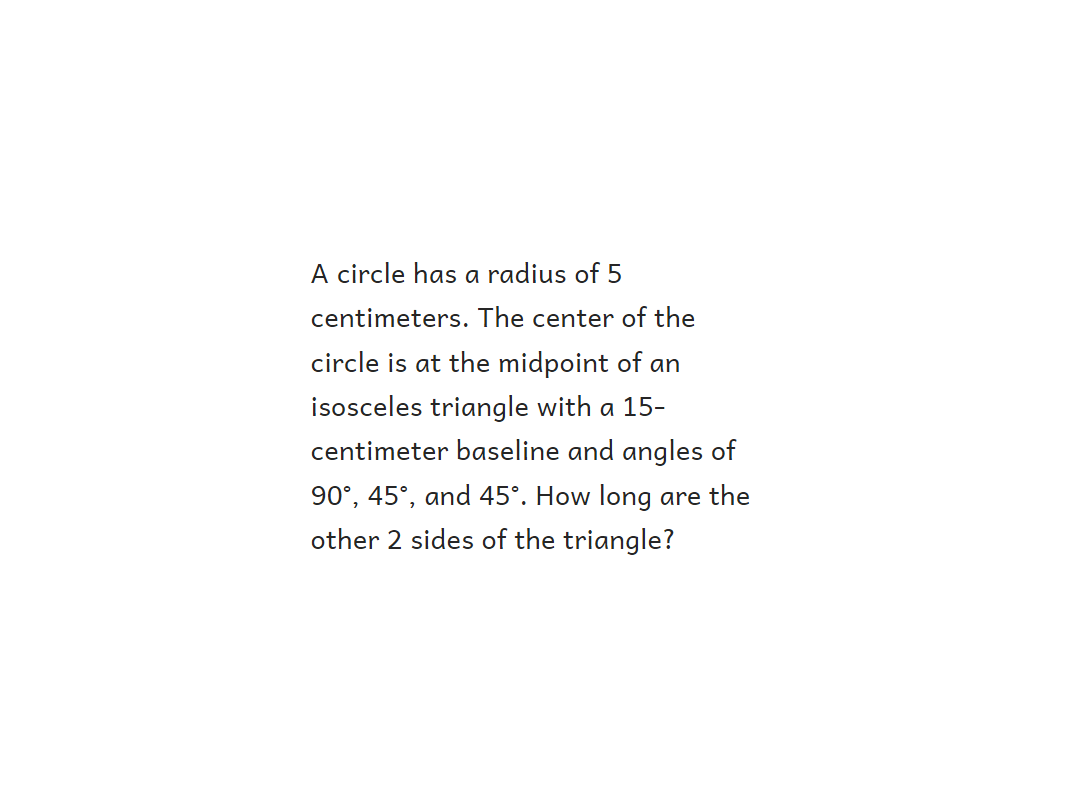 A circle has a radius of 5
centimeters. The center of the
circle is at the midpoint of an
isosceles triangle with a 15-
centimeter baseline and angles of
90°, 45°, and 45°. How long are the
other 2 sides of the triangle?